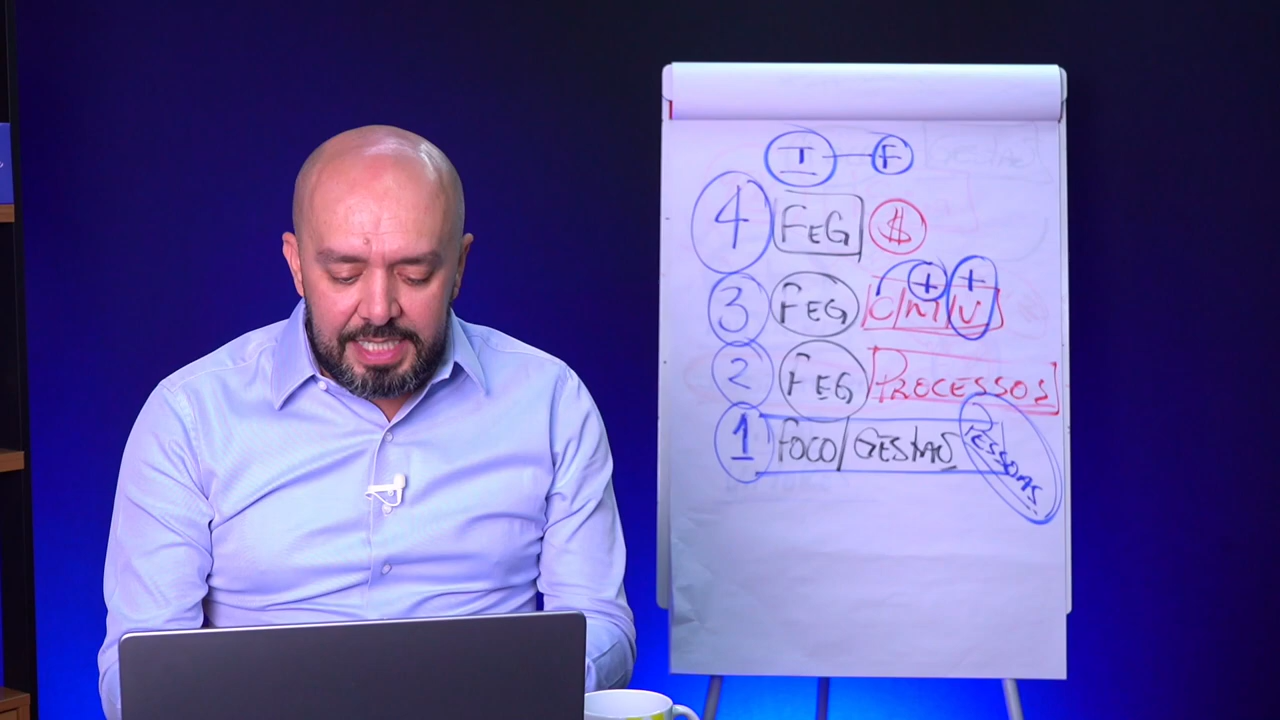 I F
4 FeG $
3 FEG C/M/V + +
2 FEG PROCESSOS
1 FOCO/GESTÃO PESSOAS